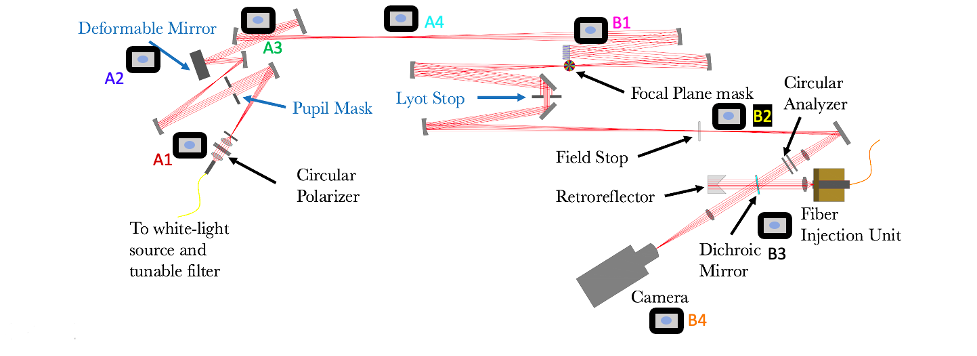 Deformable Mirror
A2
A3
A4
B1
Pupil Mask
Lyot Stop
Focal Plane mask
Circular
Analyzer
A1
B2
Circular
Polarizer
Field Stop
Retroreflector
To white-light
source and
tunable filter
Fiber
Injection Unit
Dichroic
Mirror
B3
Camera
B4